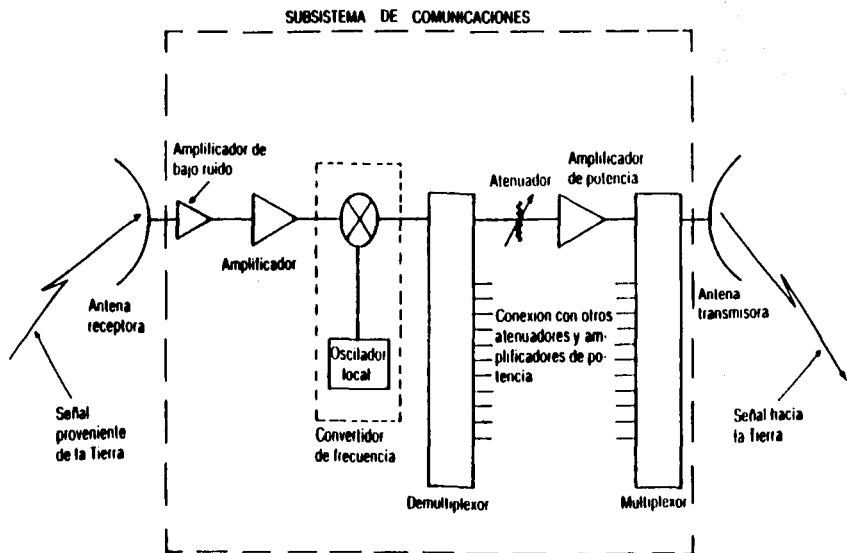 SUBSISTEMA DE COMUNICACIONES
Amplificador de
bajo ruido
Amplificador
Antena
receptora
Señal
proveniente
de la Tierra
Oscilador
local
Convertidor
de frecuencia
Demultiplexor
Atenuador
Amplificador
de potencia
Conexion con otros
atenuadores y am-
plificadores de po-
tencia
Multiplexor
Antena
transmisora
Señal hacia
la Tierra